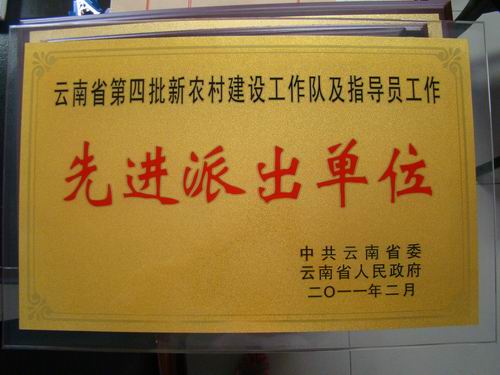 云南省第四批新农村建设工作队及指导员工作
先进派出单位
中共云南省委
云南省人民政府
二〇一一年二月